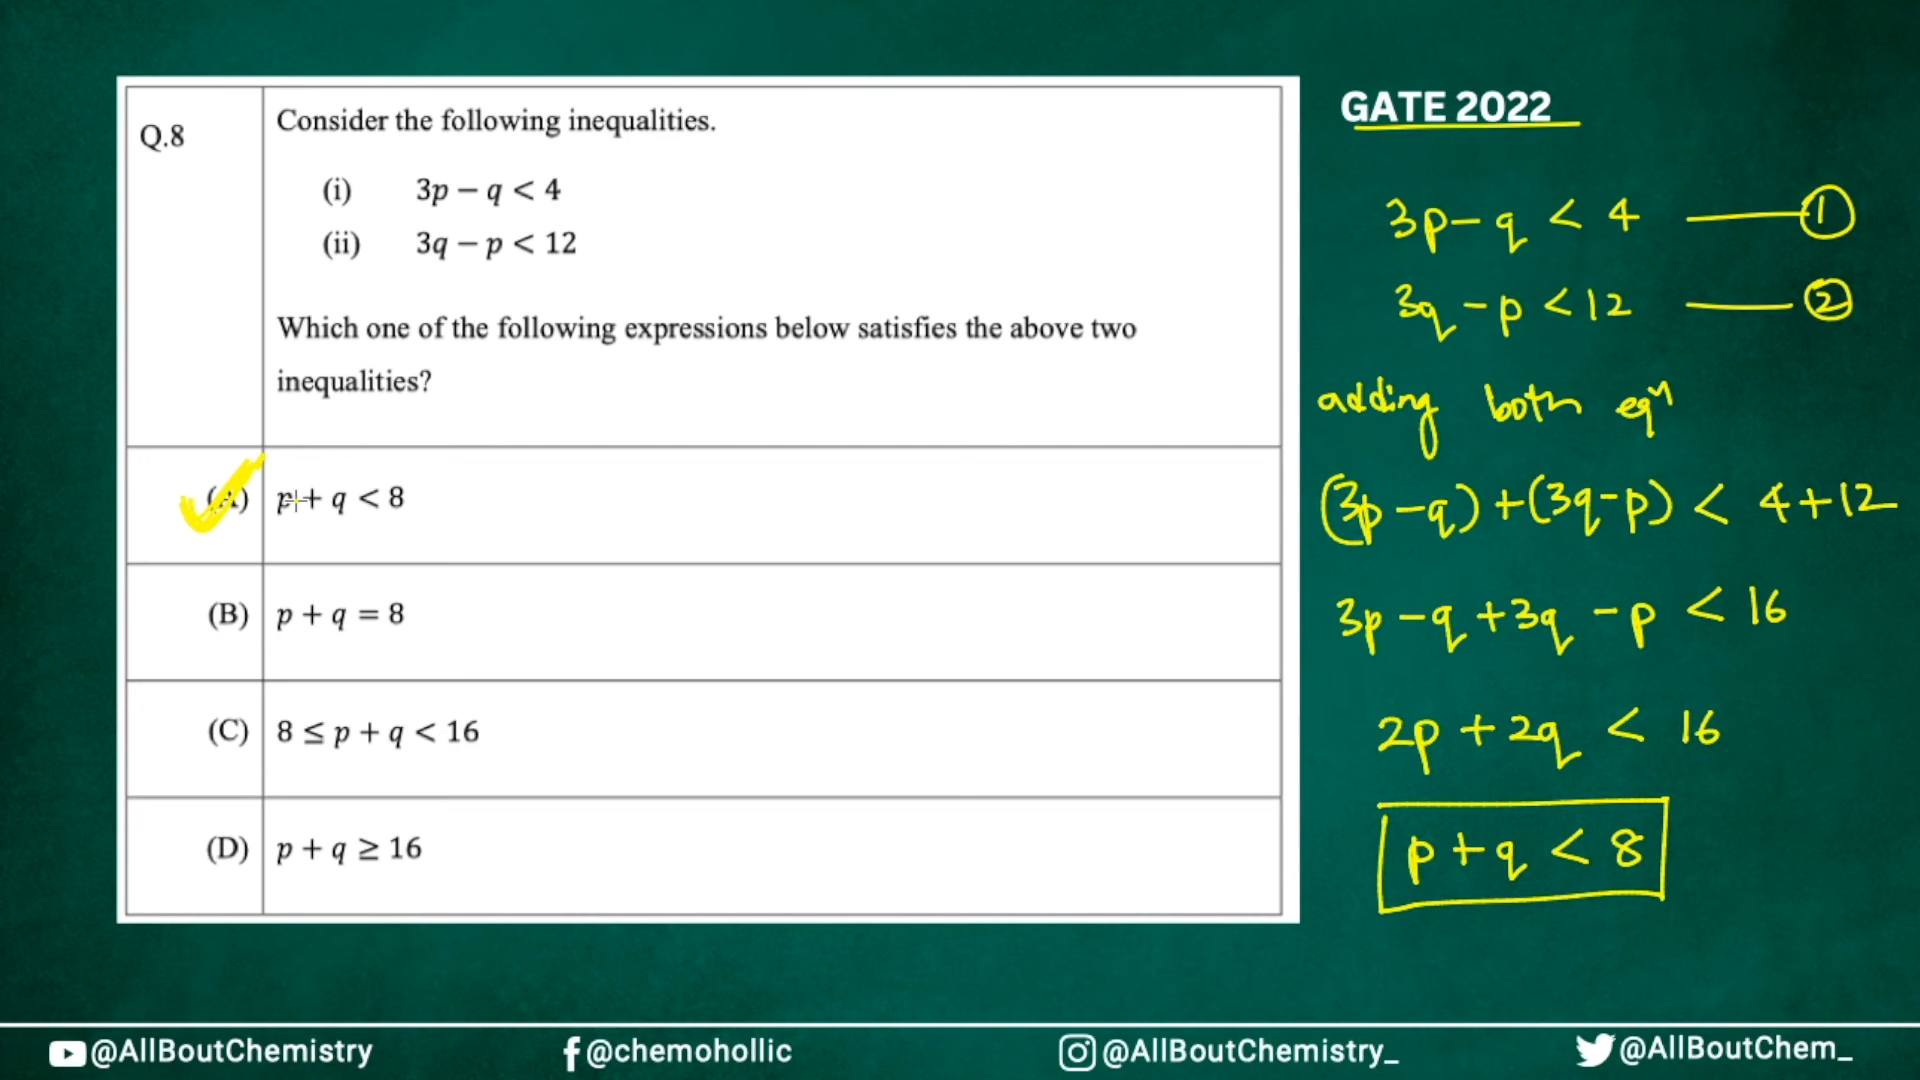 Q.8
Consider the following inequalities.
(i) 3p − q < 4
(ii) 3q − p < 12
Which one of the following expressions below satisfies the above two
inequalities?
(A) p + q < 8
(B) p + q = 8
(C) 8 ≤ p + q < 16
(D) p + q ≥ 16
GATE 2022
3p − q < 4 — 1
3q − p < 12 — 2
adding both eqn
(3p − q) + (3q − p) < 4 + 12
3p − q + 3q − p < 16
2p + 2q < 16
p + q < 8
@AllBoutChemistry
@chemohollic
@AllBoutChemistry_
@AllBoutChem_